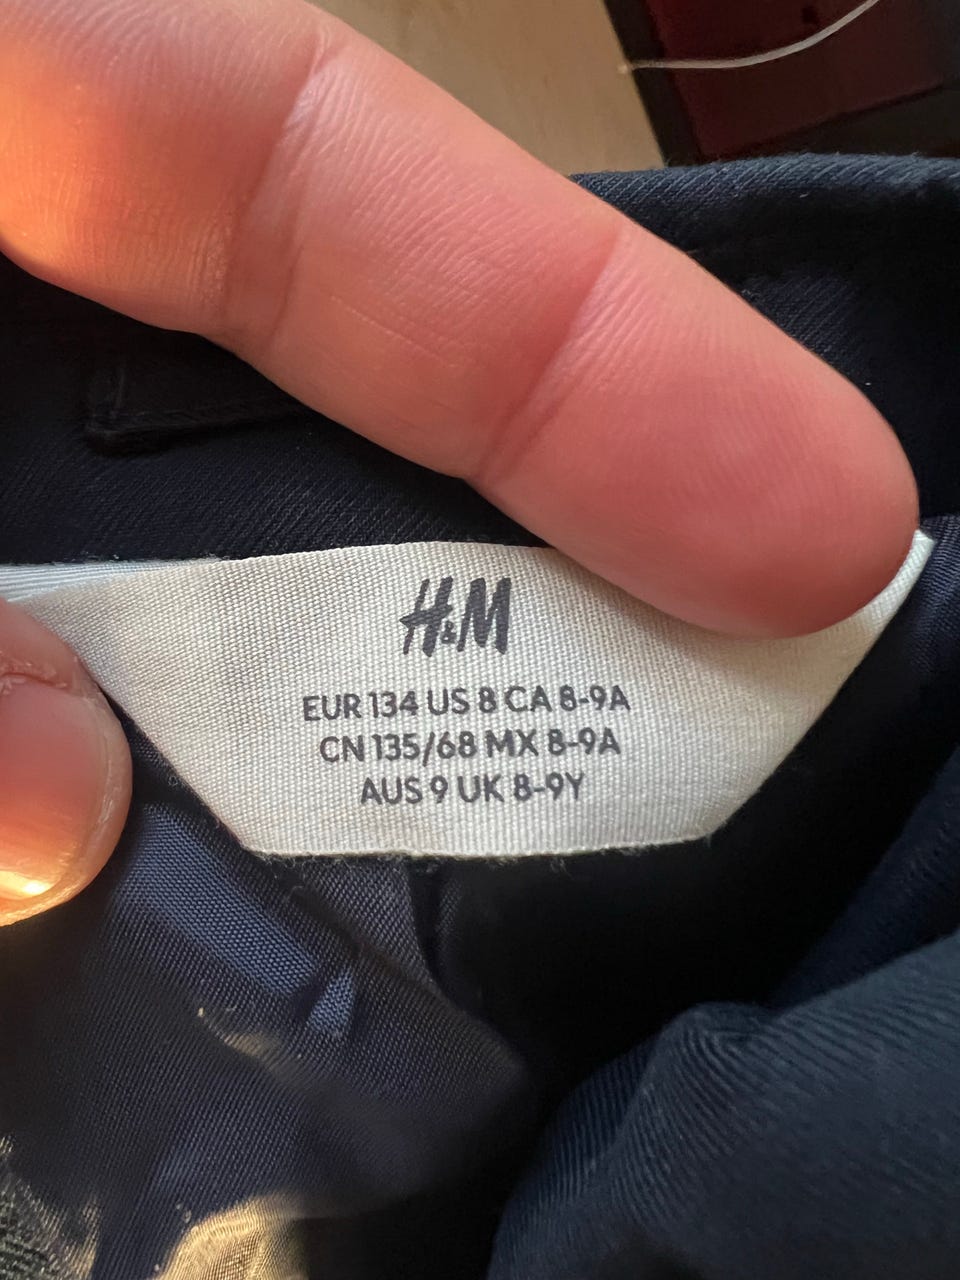 H&M
EUR 134 US 8 CA 8-9A
CN 135/68 MX 8-9A
AUS 9 UK 8-9Y